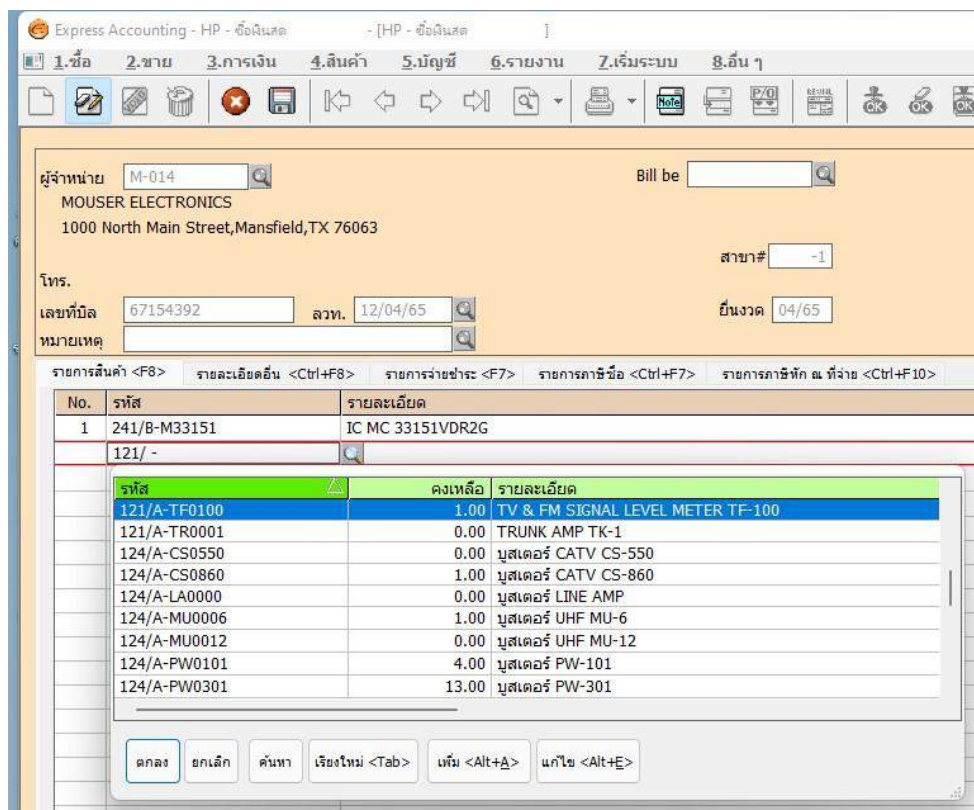 Express Accounting - HP - ซื้อเงินสด - [HP - ซื้อเงินสด ]
1.ซื้อ 2.ขาย 3.การเงิน 4.สินค้า 5.บัญชี 6.รายงาน 7.เริ่มระบบ 8.อื่น ๆ
Note P/O OK OK OK
ผู้จำหน่าย M-014 Bill be
MOUSER ELECTRONICS
1000 North Main Street,Mansfield,TX 76063
สาขา# -1
โทร.
เลขที่บิล 67154392 ลวท. 12/04/65 ยื่นงวด 04/65
หมายเหตุ
รายการสินค้า <F8> รายละเอียดอื่น <Ctrl+F8> รายการจ่ายชำระ <F7> รายการภาษีซื้อ <Ctrl+F7> รายการภาษีหัก ณ ที่จ่าย <Ctrl+F10>
No. รหัส รายละเอียด
1 241/B-M33151 IC MC 33151VDR2G
121/ -
รหัส คงเหลือ รายละเอียด
121/A-TF0100 1.00 TV & FM SIGNAL LEVEL METER TF-100
121/A-TR0001 0.00 TRUNK AMP TK-1
124/A-CS0550 0.00 บูสเตอร์ CATV CS-550
124/A-CS0860 1.00 บูสเตอร์ CATV CS-860
124/A-LA0000 0.00 บูสเตอร์ LINE AMP
124/A-MU0006 1.00 บูสเตอร์ UHF MU-6
124/A-MU0012 0.00 บูสเตอร์ UHF MU-12
124/A-PW0101 4.00 บูสเตอร์ PW-101
124/A-PW0301 13.00 บูสเตอร์ PW-301
ตกลง ยกเลิก ค้นหา เรียงใหม่ <Tab> เพิ่ม <Alt+A> แก้ไข <Alt+E>